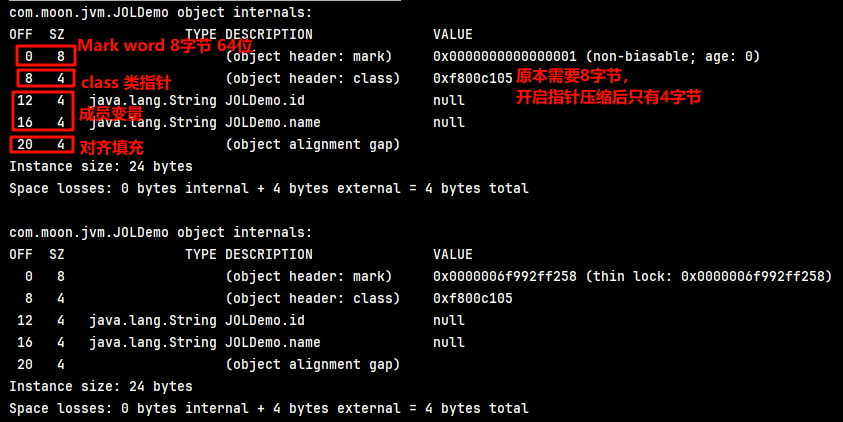 com.moon.jvm.JOLDemo object internals:
OFF SZ TYPE DESCRIPTION VALUE
Mark word 8字节 64位
0 8 (object header: mark) 0x0000000000000001 (non-biasable; age: 0)
8 4 (object header: class) 0xf800c105
class 类指针
原本需要8字节,
开启指针压缩后只有4字节
12 4 java.lang.String JOLDemo.id null
成员变量
16 4 java.lang.String JOLDemo.name null
20 4 (object alignment gap)
对齐填充
Instance size: 24 bytes
Space losses: 0 bytes internal + 4 bytes external = 4 bytes total
com.moon.jvm.JOLDemo object internals:
OFF SZ TYPE DESCRIPTION VALUE
0 8 (object header: mark) 0x0000006f992ff258 (thin lock: 0x0000006f992ff258)
8 4 (object header: class) 0xf800c105
12 4 java.lang.String JOLDemo.id null
16 4 java.lang.String JOLDemo.name null
20 4 (object alignment gap)
Instance size: 24 bytes
Space losses: 0 bytes internal + 4 bytes external = 4 bytes total